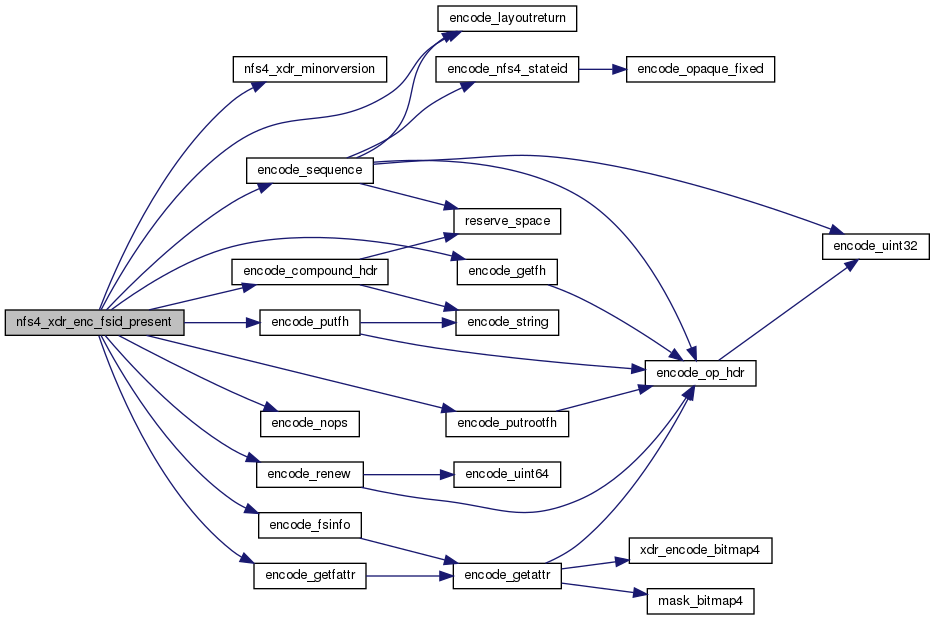 encode_layoutreturn
nfs4_xdr_minorversion
encode_nfs4_stateid
encode_opaque_fixed
encode_sequence
reserve_space
encode_uint32
encode_compound_hdr
encode_getfh
nfs4_xdr_enc_fsid_present
encode_putfh
encode_string
encode_op_hdr
encode_nops
encode_putrootfh
encode_renew
encode_uint64
encode_fsinfo
xdr_encode_bitmap4
encode_getfattr
encode_getattr
mask_bitmap4